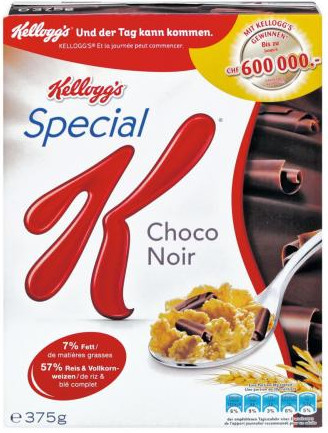 Kellogg's Und der Tag kann kommen.
KELLOGG'S® Et la journée peut commencer.
MIT KELLOGG'S
GEWINNEN*
Bis zu
jusqu'à
CHF 600 000.-
Kellogg's
Special
K
Choco
Noir
7% Fett /
de matières grasses
57% Reis & Vollkorn-
weizen / de riz &
blé complet
e 375g